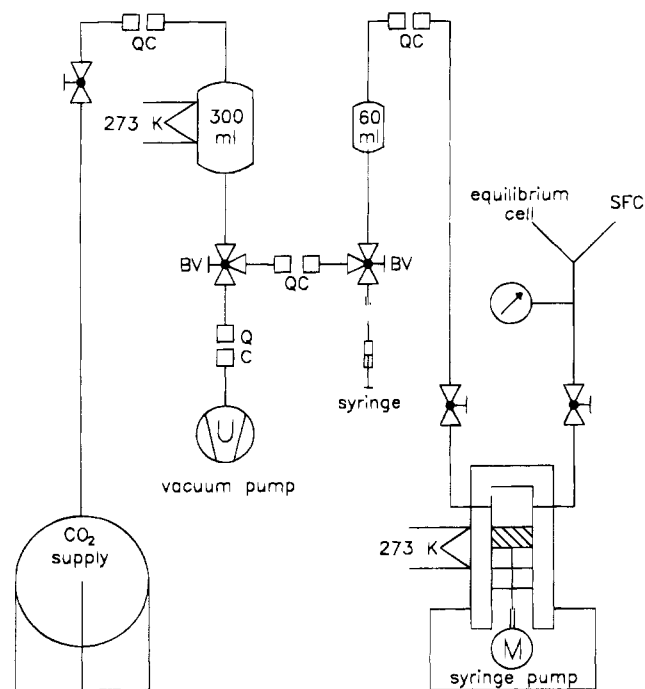 QC
QC
300
ml
273 K
60
ml
equilibrium
cell
SFC
BV
QC
BV
Q
C
syringe
U
vacuum pump
CO₂
supply
273 K
M
syringe pump